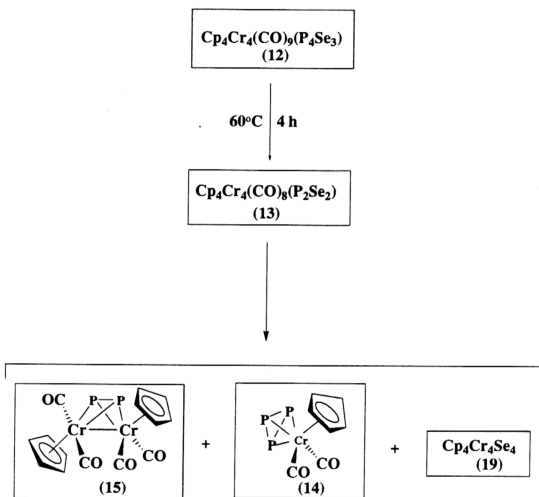 Cp₄Cr₄(CO)₉(P₄Se₃)
(12)
60°C 4 h
Cp₄Cr₄(CO)₈(P₂Se₂)
(13)
OC P P
Cr Cr
CO CO CO
(15)
+
P P
P Cr
CO CO
(14)
+
Cp₄Cr₄Se₄
(19)